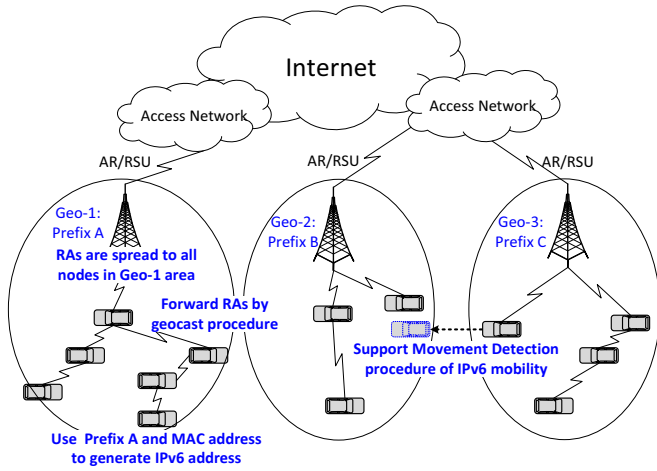 Internet
Access Network
Access Network
AR/RSU
AR/RSU
AR/RSU
Geo-1:
Prefix A
RAs are spread to all
nodes in Geo-1 area
Forward RAs by
geocast procedure
Use Prefix A and MAC address
to generate IPv6 address
Geo-2:
Prefix B
Support Movement Detection
procedure of IPv6 mobility
Geo-3:
Prefix C